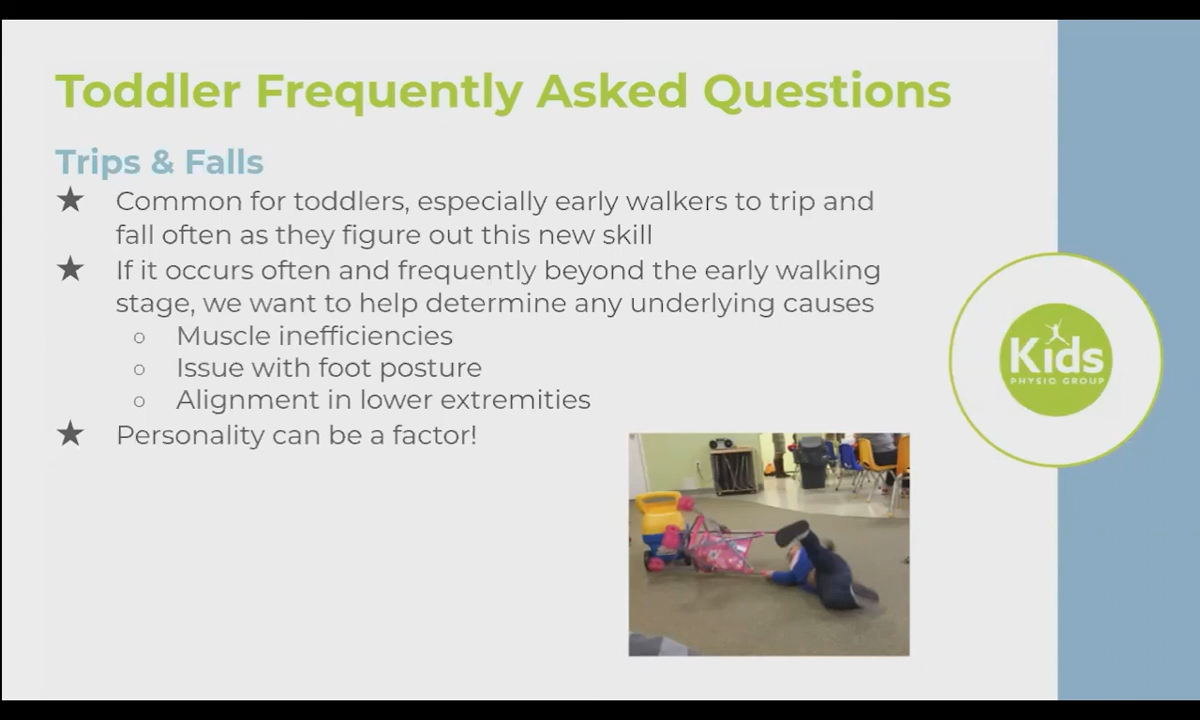 Toddler Frequently Asked Questions
Trips & Falls
★ Common for toddlers, especially early walkers to trip and
fall often as they figure out this new skill
★ If it occurs often and frequently beyond the early walking
stage, we want to help determine any underlying causes
○ Muscle inefficiencies
○ Issue with foot posture
○ Alignment in lower extremities
★ Personality can be a factor!
Kids
PHYSIO GROUP